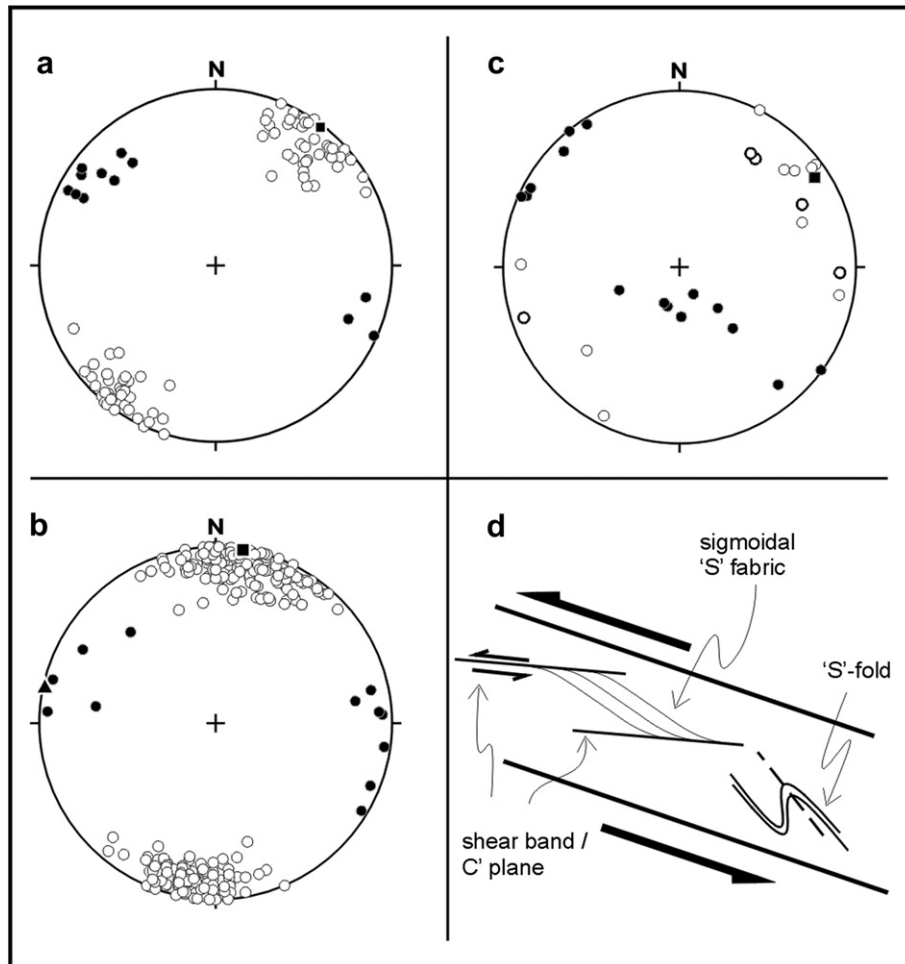 a
N
c
N
b
N
d
sigmoidal
‘S’ fabric
‘S’-fold
shear band /
C’ plane